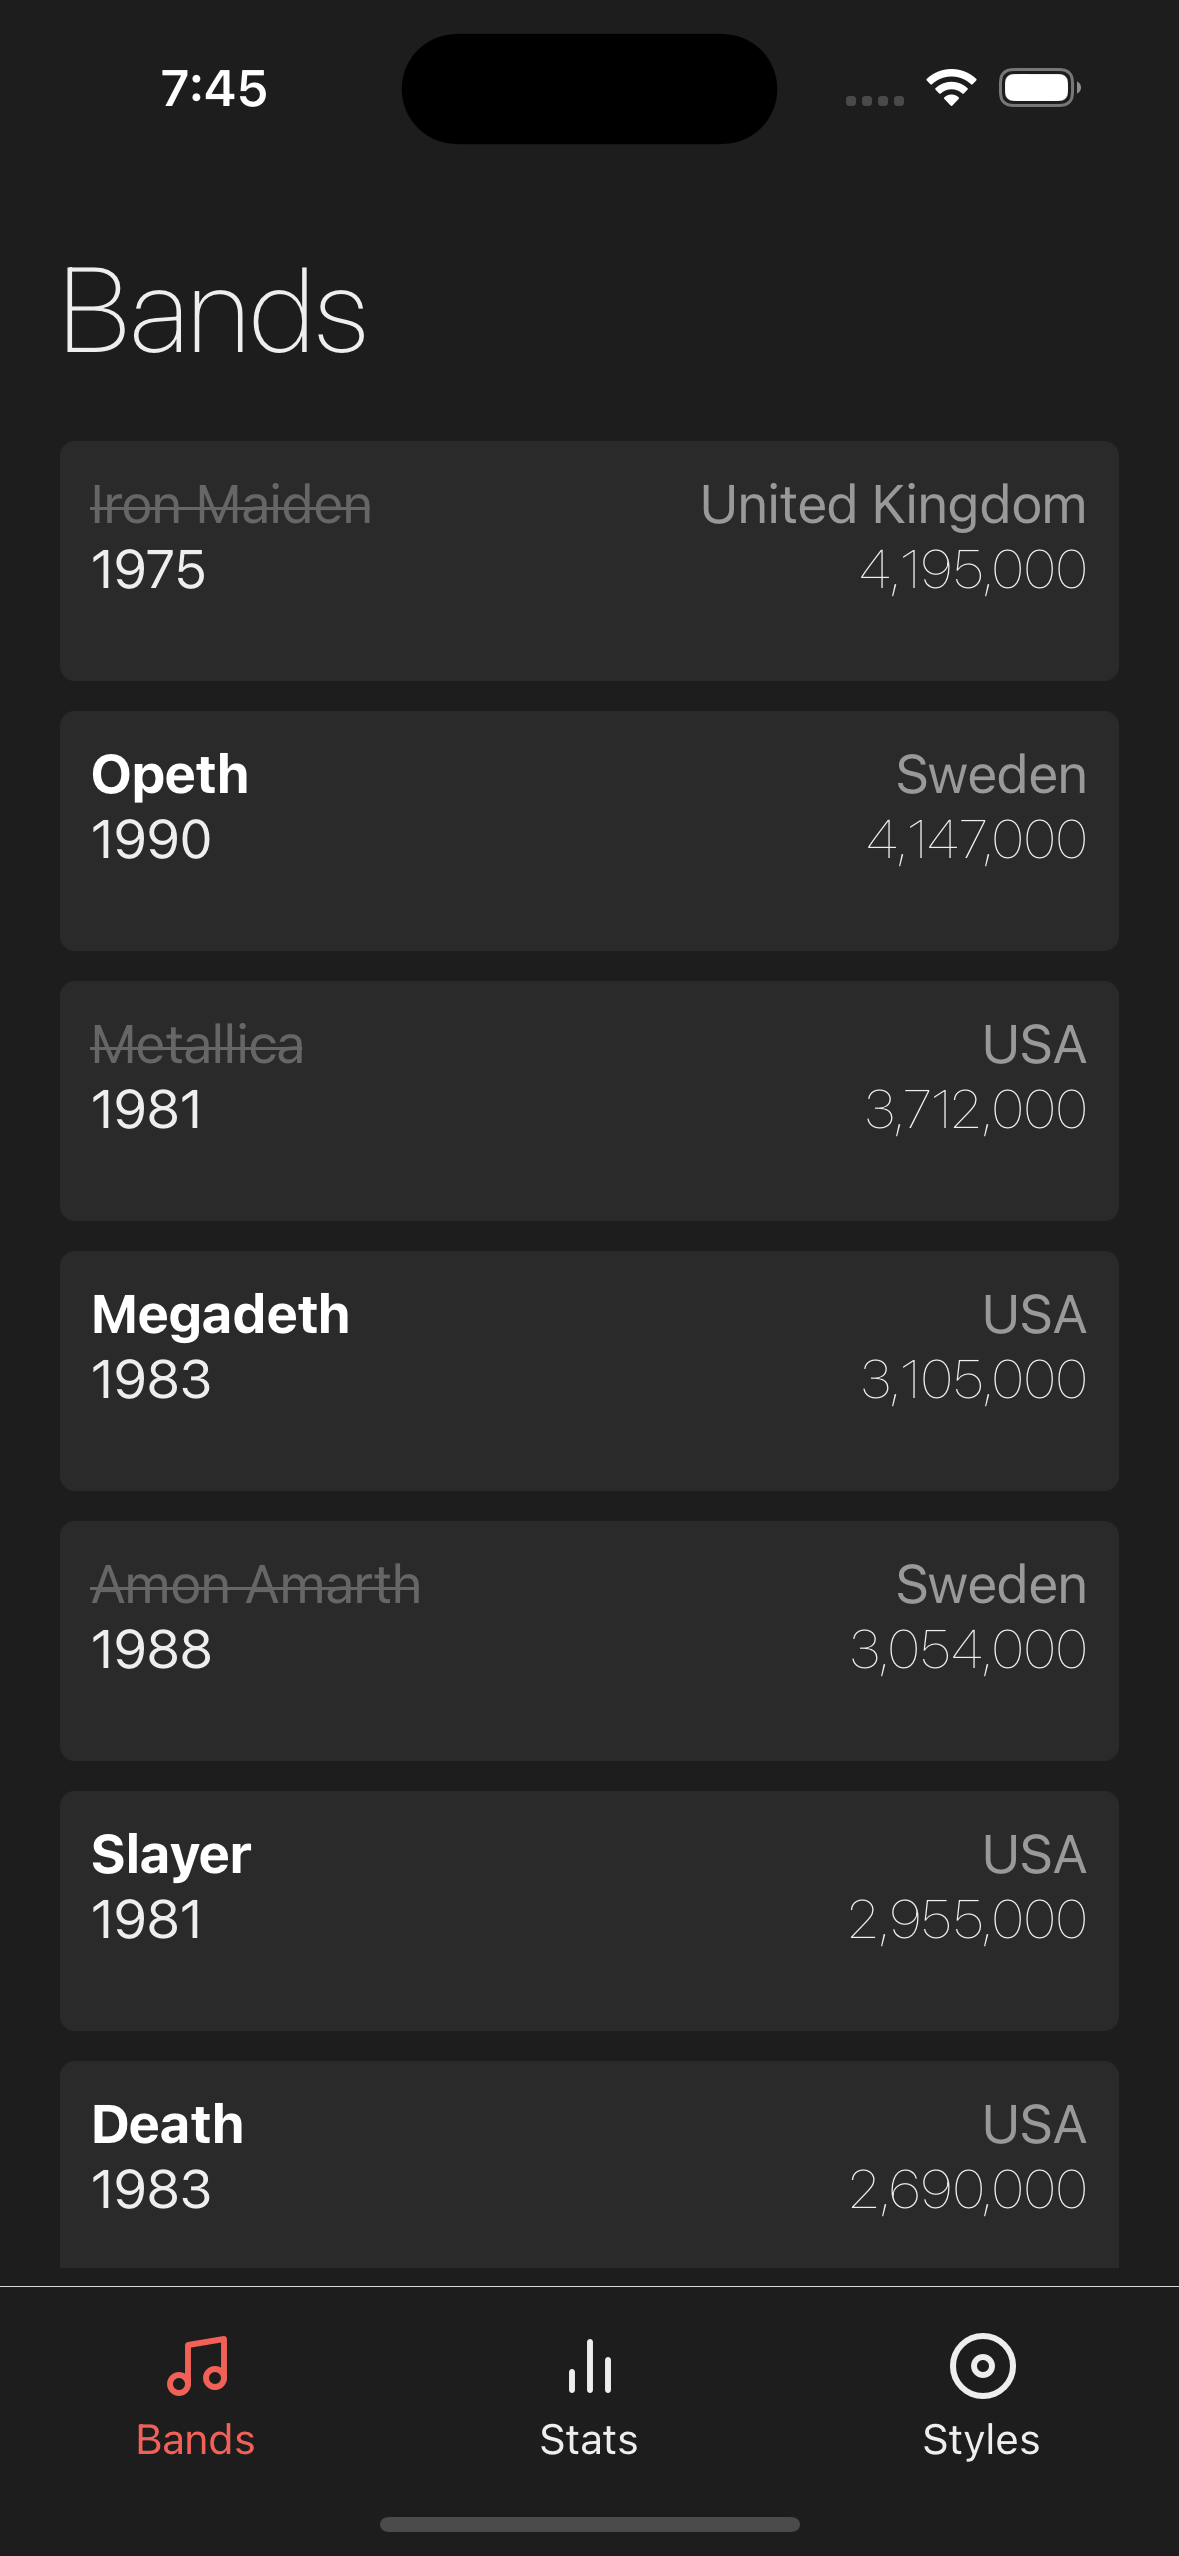 7:45
Bands
Iron Maiden United Kingdom
1975 4,195,000
Opeth Sweden
1990 4,147,000
Metallica USA
1981 3,712,000
Megadeth USA
1983 3,105,000
Amon Amarth Sweden
1988 3,054,000
Slayer USA
1981 2,955,000
Death USA
1983 2,690,000
Bands Stats Styles